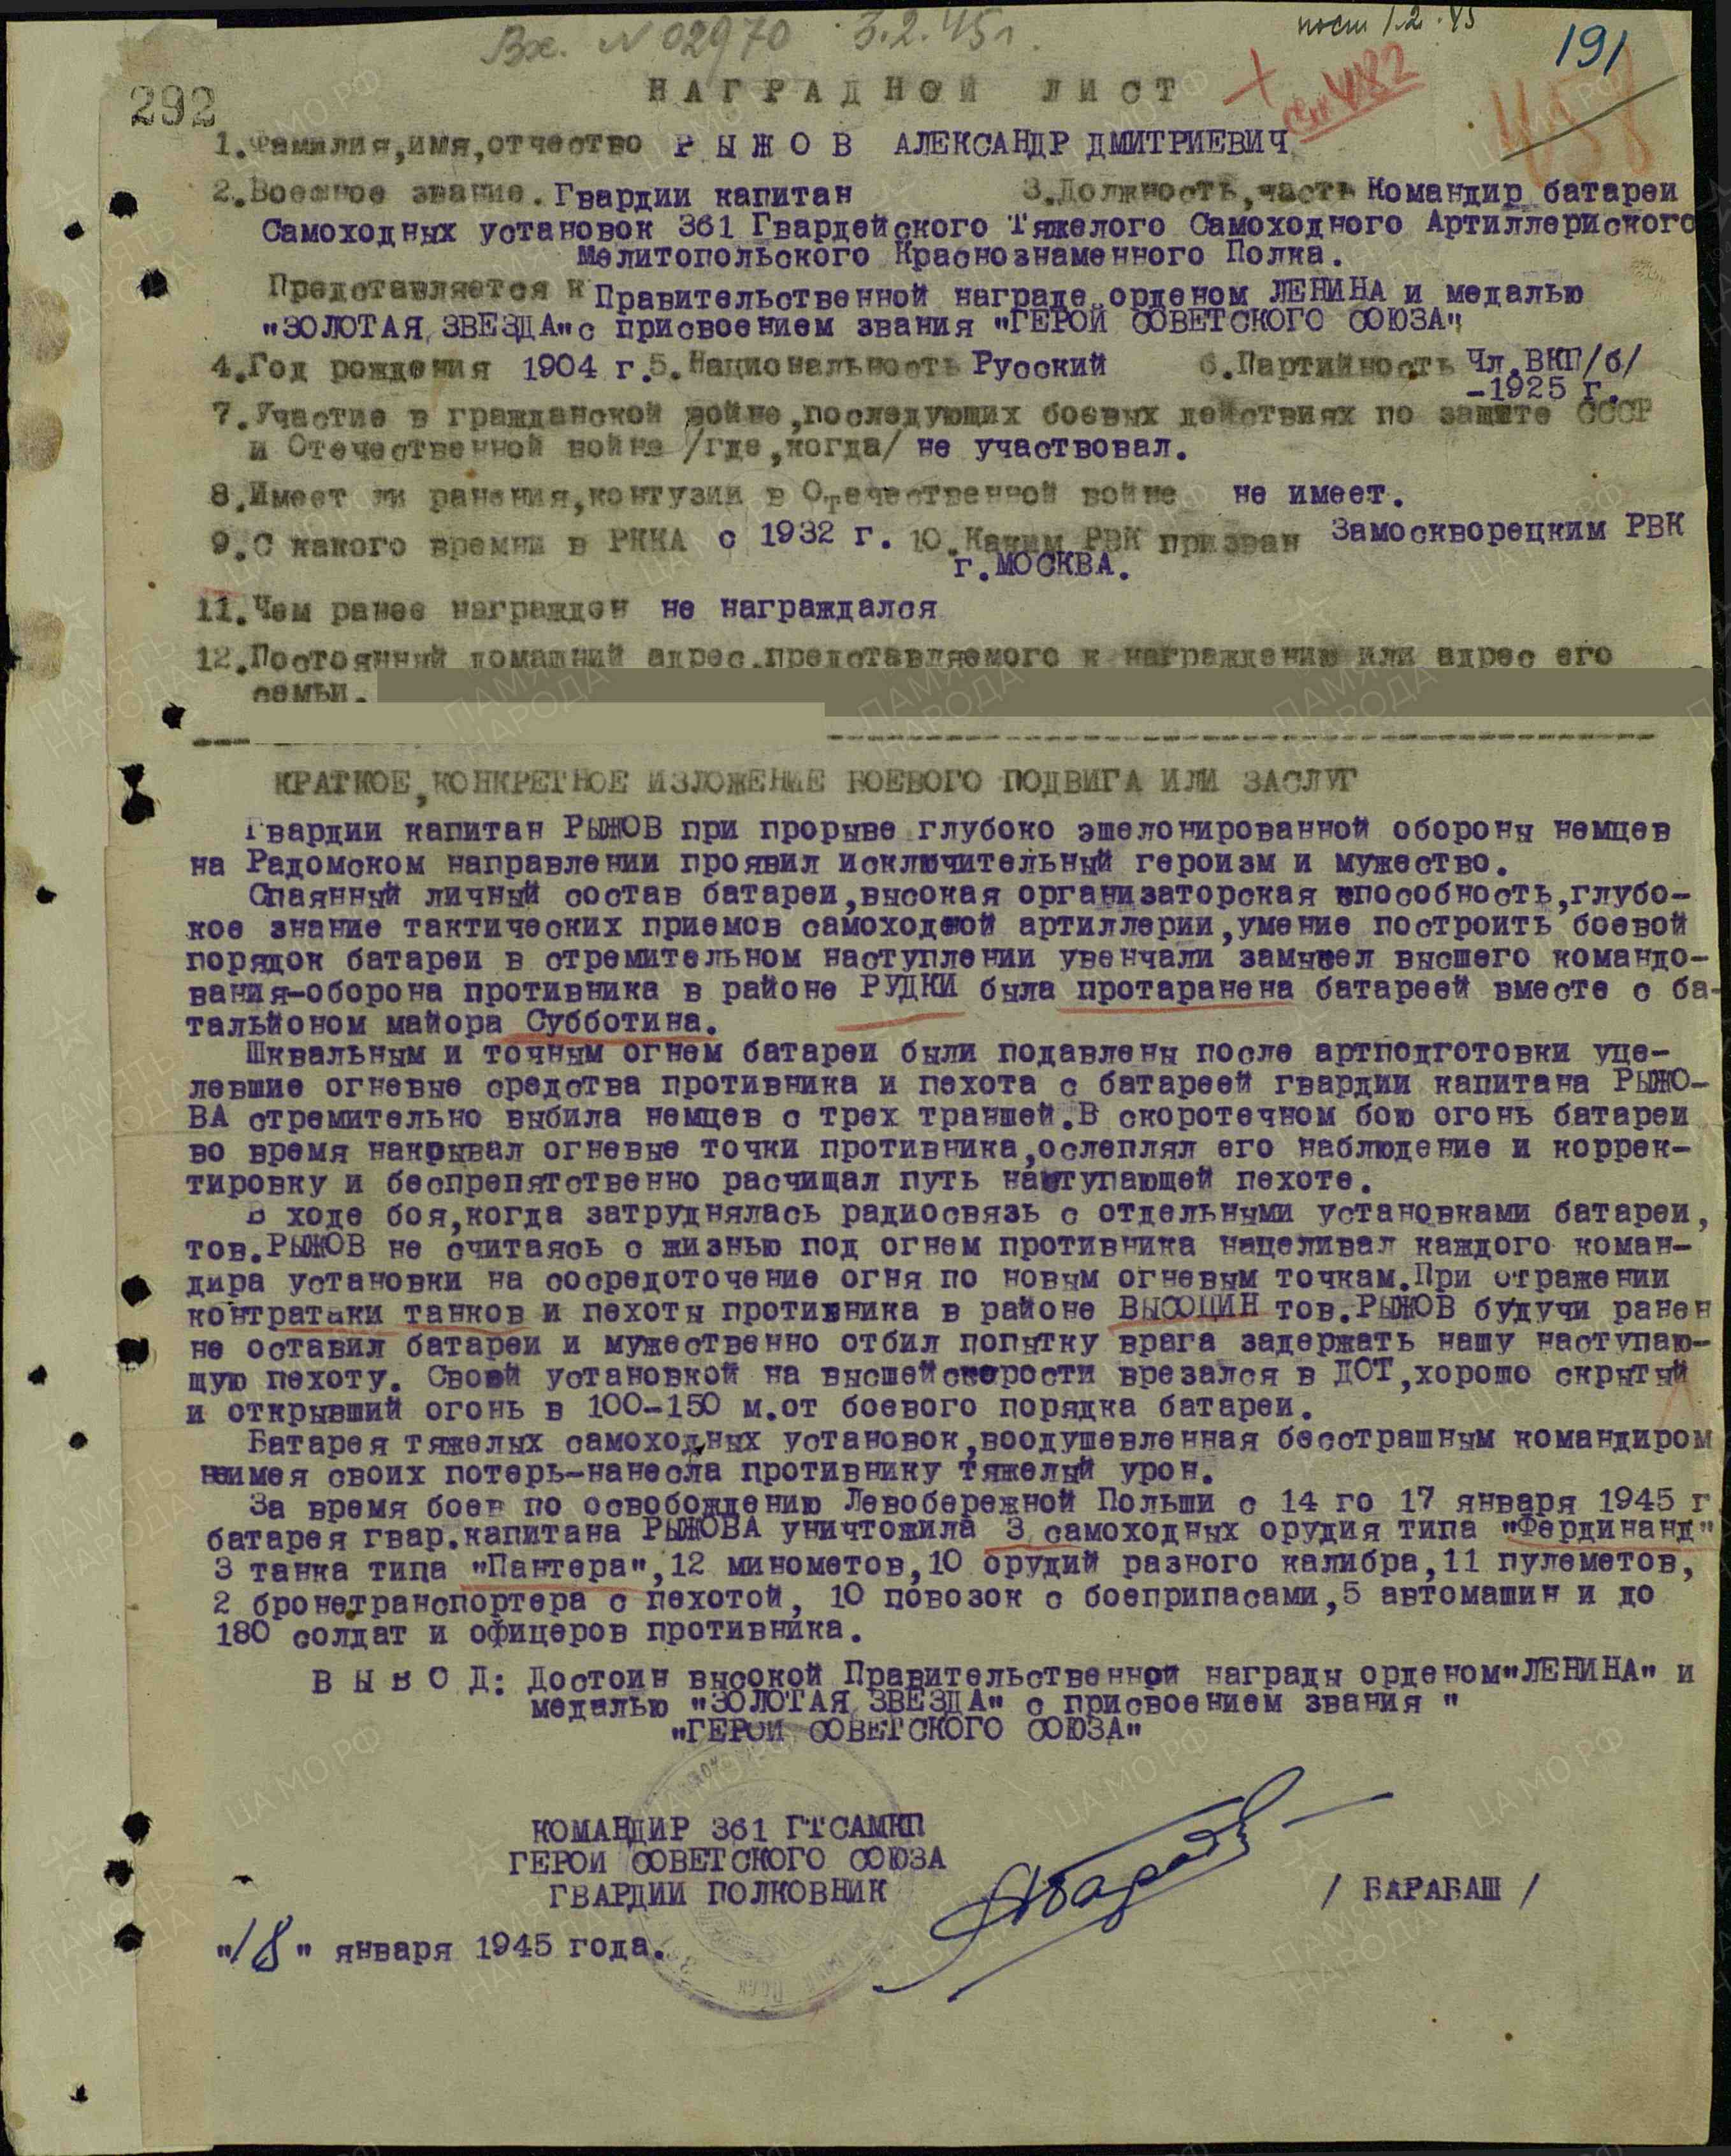 Вх. N 02970 3.2.45г.
пост 1.2.45
191
292
НАГРАДНОЙ ЛИСТ
458
1.Фамилия,имя,отчество Р Ы Ж О В АЛЕКСАНДР ДМИТРИЕВИЧ
2.Военное звание. Гвардии капитан 3.Должность,часть Командир батареи
Самоходных установок 361 Гвардейского Тяжелого Самоходного Артиллериского
Мелитопольского Краснознаменного Полка.
Представляется к Правительственной награде орденом ЛЕНИНА и медалью
"ЗОЛОТАЯ ЗВЕЗДА"с присвоением звания "ГЕРОЙ СОВЕТСКОГО СОЮЗА"
4.Год рождения 1904 г.5.Национальность Русский 6.Партийность Чл.ВКП/б/
-1925 г.
7.Участие в гражданской войне,последующих боевых действиях по защите СССР
и Отечественной войне /где,когда/ не участвовал.
8.Имеет ли ранения,контузии в Отечественной войне не имеет.
9.С какого времни в РККА с 1932 г. 10.Каким РВК призван Замоскворецким РВК
г.МОСКВА.
11.Чем ранее награжден не награждался
12.Постоянный домашний адрес,представляемого к награждению или адрес его
семьи.
КРАТКОЕ,КОНКРЕТНОЕ ИЗЛОЖЕНИЕ БОЕВОГО ПОДВИГА ИЛИ ЗАСЛУГ
Гвардии капитан РЫЖОВ при прорыве глубоко эшелонированной обороны немцев
на Радомском направлении проявил исключительный героизм и мужество.
Спаянный личный состав батареи,высокая организаторская способность,глубо-
кое знание тактических приемов самоходной артиллерии,умение построить боевой
порядок батареи в стремительном наступлении увенчали замысел высшего командо-
вания-оборона противника в районе РУДКИ была протаранена батареей вместе с ба-
тальйоном майора Субботина.
Шквальным и точным огнем батареи были подавлены после артподготовки уце-
левшие огневые средства противника и пехота с батареей гвардии капитана РЫЖО-
ВА стремительно выбила немцев с трех траншей.В скоротечном бою огонь батареи
во время накрывал огневые точки противника,ослеплял его наблюдение и коррек-
тировку и беспрепятственно расчищал путь наступающей пехоте.
В ходе боя,когда затруднялась радиосвязь с отдельными установками батареи,
тов.РЫЖОВ не считаясь с жизнью под огнем противника нацеливал каждого коман-
дира установки на сосредоточение огня по новым огневым точкам.При отражении
контратаки танков и пехоты противника в районе ВЫСОЦИН тов.РЫЖОВ будучи ранен
не оставил батареи и мужественно отбил попытку врага задержать нашу наступаю-
щую пехоту. Своей установкой на высшей скорости врезался в ДОТ,хорошо скрытый
и открывший огонь в 100-150 м.от боевого порядка батареи.
Батарея тяжелых самоходных установок,воодушевленная бесстрашным командиром
неимея своих потерь-нанесла противнику тяжелый урон.
За время боев по освобождению Левобережной Польши с 14 го 17 января 1945 г
батарея гвар.капитана РЫЖОВА уничтожила 3 самоходных орудия типа "Фердинанд"
3 танка типа "Пантера",12 минометов,10 орудий разного калибра,11 пулеметов,
2 бронетранспортера с пехотой, 10 повозок с боеприпасами,5 автомашин и до
180 солдат и офицеров противника.
В Ы В О Д: Достоин высокой Правительственной награды орденом"ЛЕНИНА" и
медалью "ЗОЛОТАЯ ЗВЕЗДА" с присвоением звания "
"ГЕРОЙ СОВЕТСКОГО СОЮЗА"
КОМАНДИР 361 ГТСАМКП
ГЕРОЙ СОВЕТСКОГО СОЮЗА
ГВАРДИИ ПОЛКОВНИК / БАРАБАШ /
"18" января 1945 года.